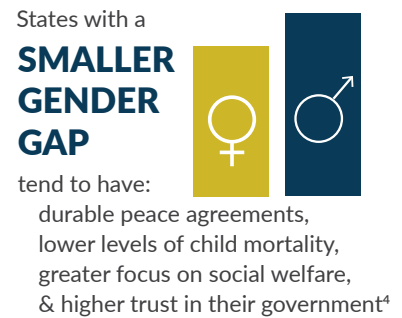 States with a
SMALLER
GENDER
GAP
tend to have:
durable peace agreements,
lower levels of child mortality,
greater focus on social welfare,
& higher trust in their government⁴